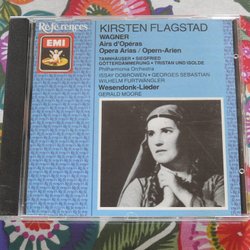 References
EMI
KIRSTEN FLAGSTAD
WAGNER
Airs d'Opéras
Opera Arias / Opern-Arien
TANNHÄUSER • SIEGFRIED
GÖTTERDÄMMERUNG • TRISTAN UND ISOLDE
Philharmonia Orchestra
ISSAY DOBROWEN • GEORGES SEBASTIAN
WILHELM FURTWÄNGLER
Wesendonk-Lieder
GERALD MOORE